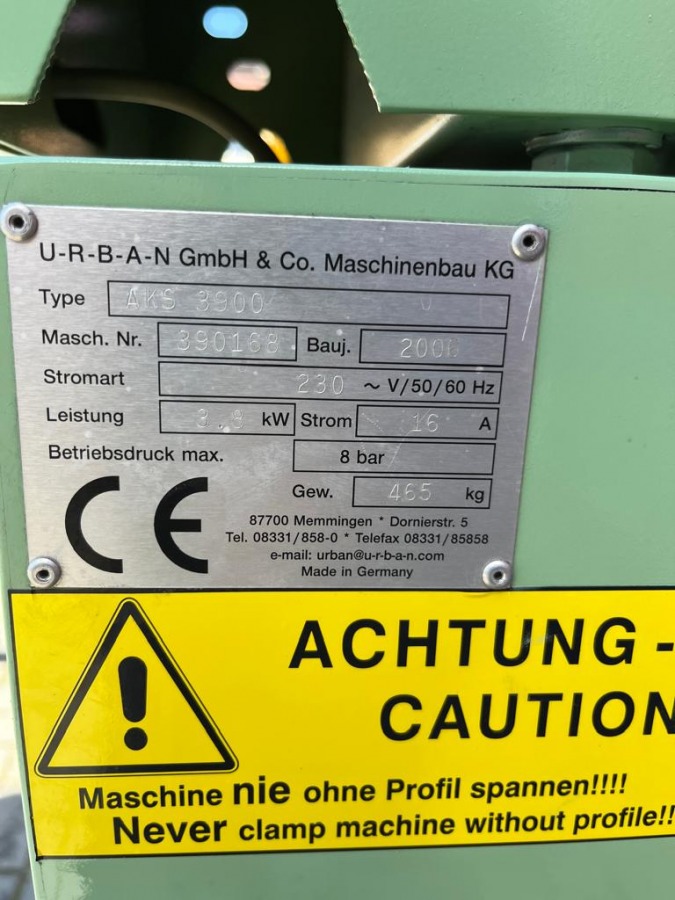 U-R-B-A-N GmbH & Co. Maschinenbau KG
Type AKS 3900
Masch. Nr. 390168 Bauj.
Stromart 230 ~ V/50/60 Hz
Leistung kW Strom 16 A
Betriebsdruck max. 8 bar
Gew. 465 kg
CE
87700 Memmingen * Dornierstr. 5
Tel. 08331/858-0 * Telefax 08331/85858
e-mail: urban@u-r-b-a-n.com
Made in Germany
ACHTUNG -
CAUTION
Maschine nie ohne Profil spannen!!!!
Never clamp machine without profile!!